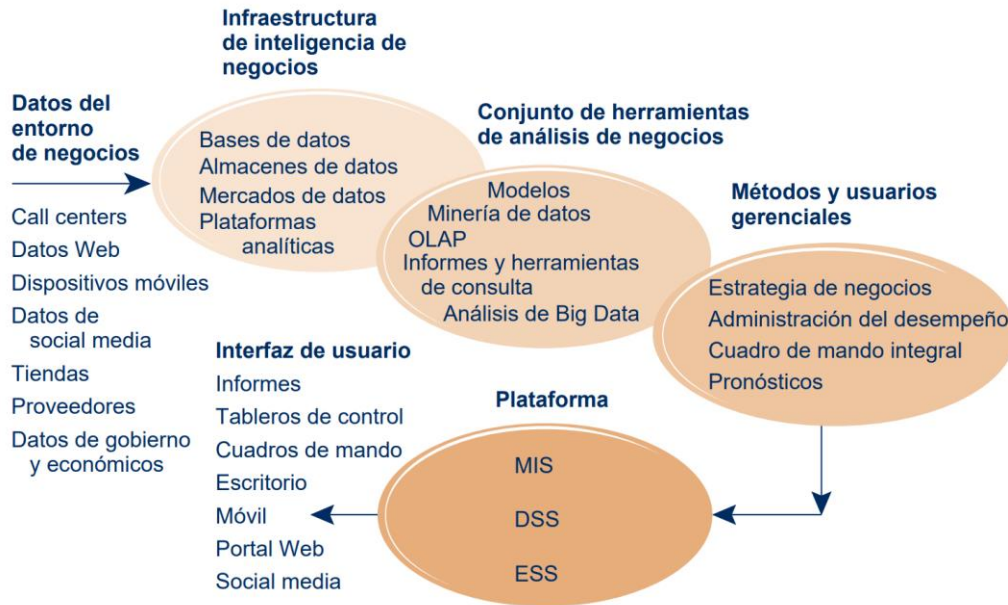 Infraestructura
de inteligencia de
negocios
Datos del
entorno
de negocios
Call centers
Datos Web
Dispositivos móviles
Datos de
social media
Tiendas
Proveedores
Datos de gobierno
y económicos
Bases de datos
Almacenes de datos
Mercados de datos
Plataformas
analíticas
Conjunto de herramientas
de análisis de negocios
Modelos
Minería de datos
OLAP
Informes y herramientas
de consulta
Análisis de Big Data
Métodos y usuarios
gerenciales
Estrategia de negocios
Administración del desempeño
Cuadro de mando integral
Pronósticos
Plataforma
MIS
DSS
ESS
Interfaz de usuario
Informes
Tableros de control
Cuadros de mando
Escritorio
Móvil
Portal Web
Social media